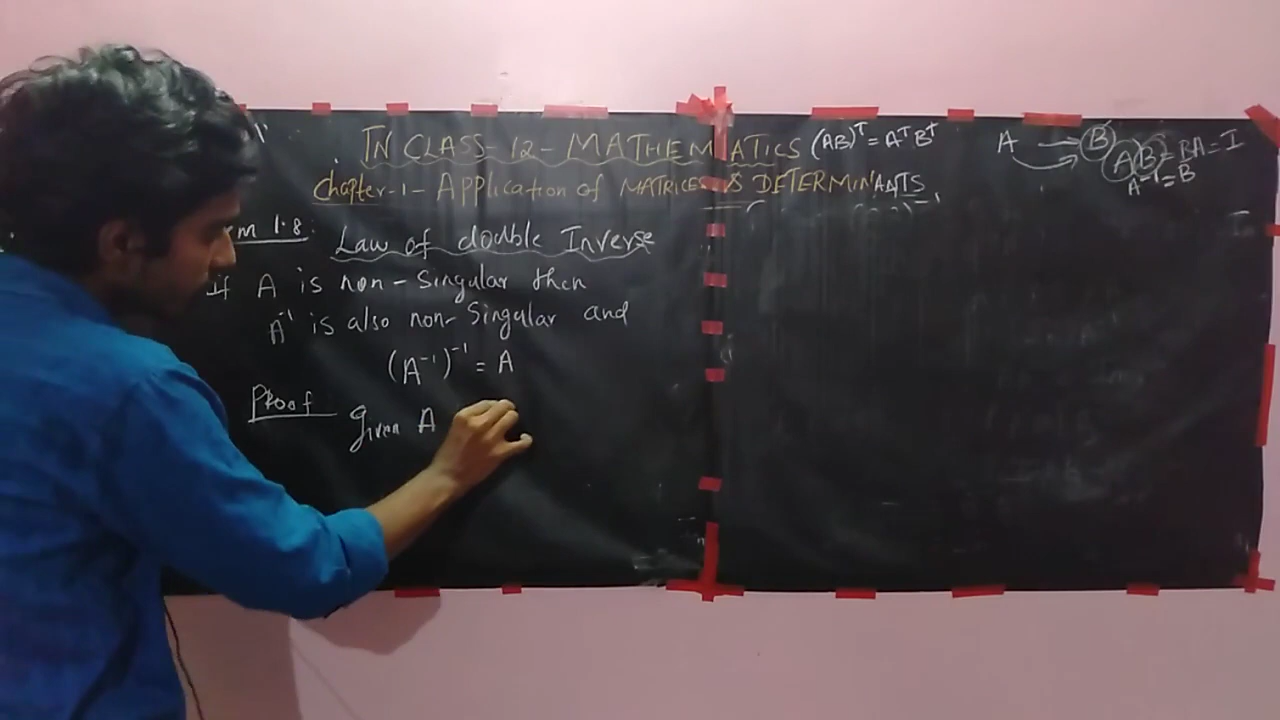 TN CLASS-12-MATHEMATICS (AB)ᵀ = AᵀBᵀ
Chapter-1-Application of MATRICES & DETERMINANTS
A → B AB = BA = I
A⁻¹ = B
m 1.8: Law of double Inverse
If A is non-Singular then
A⁻¹ is also non-Singular and
(A⁻¹)⁻¹ = A
Proof Given A